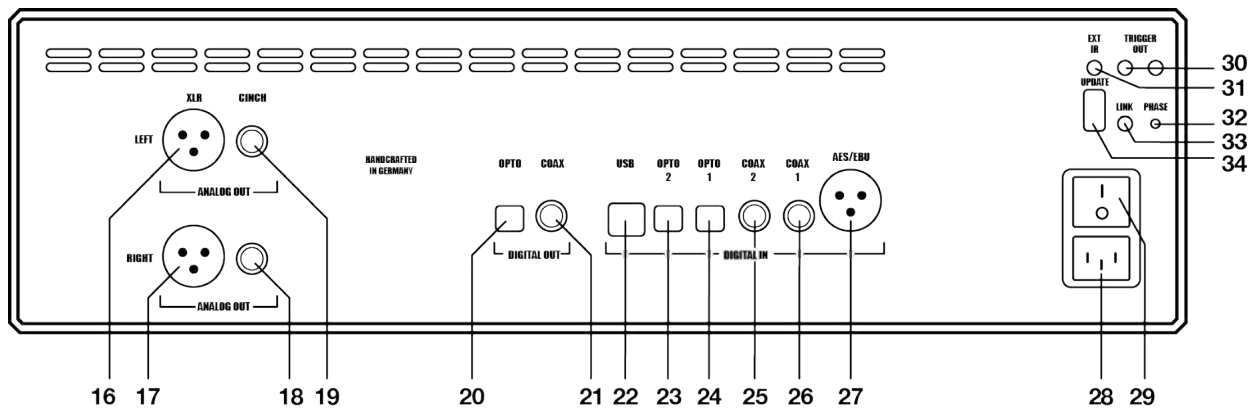 EXT IR
TRIGGER OUT
30
31
UPDATE
LINK
PHASE
32
33
34
XLR
CINCH
LEFT
ANALOG OUT
HANDCRAFTED
IN GERMANY
RIGHT
ANALOG OUT
OPTO
COAX
DIGITAL OUT
USB
OPTO 2
OPTO 1
COAX 2
COAX 1
AES/EBU
DIGITAL IN
16
17
18
19
20
21
22
23
24
25
26
27
28
29